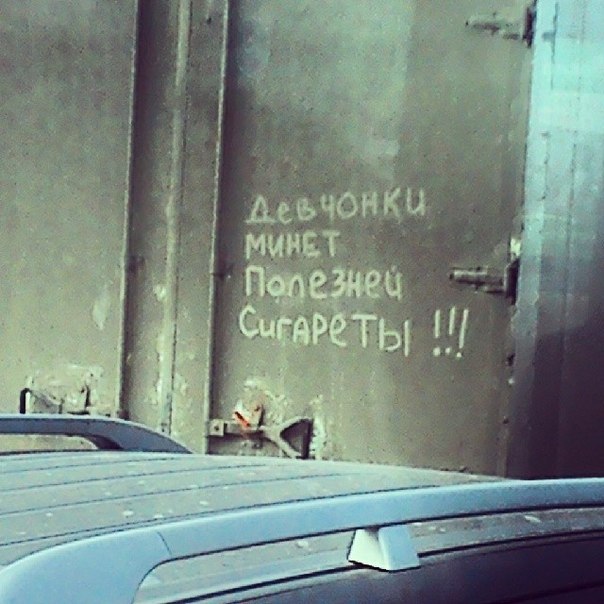 Девчонки
минет
Полезней
Сигареты !!!